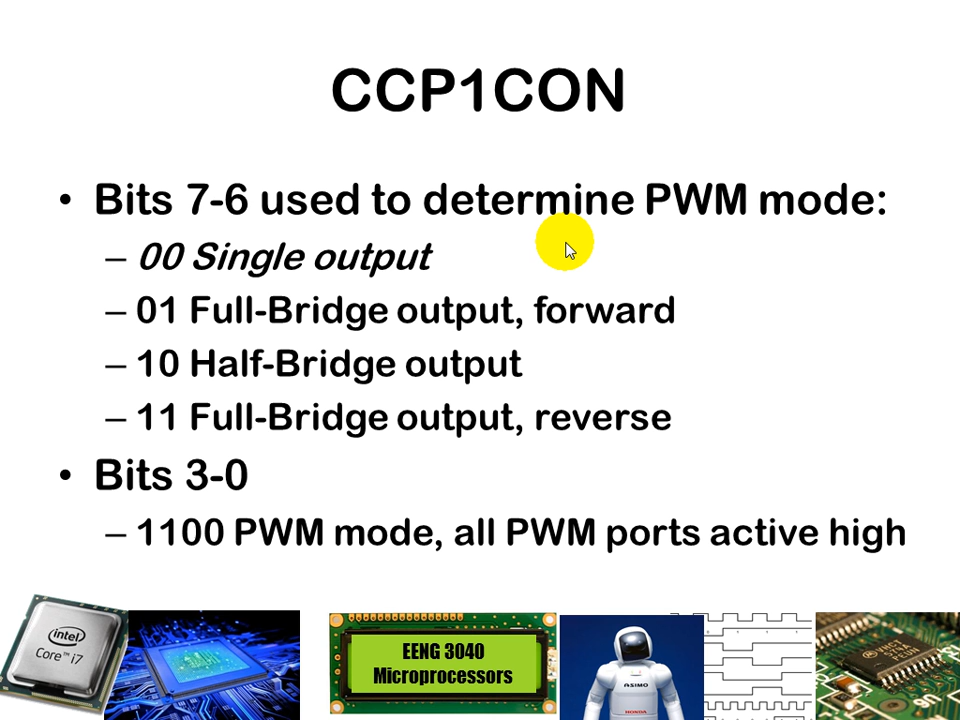 CCP1CON
• Bits 7-6 used to determine PWM mode:
– 00 Single output
– 01 Full-Bridge output, forward
– 10 Half-Bridge output
– 11 Full-Bridge output, reverse
• Bits 3-0
– 1100 PWM mode, all PWM ports active high
intel
Core™ i7
EENG 3040
Microprocessors
ASIMO
HONDA